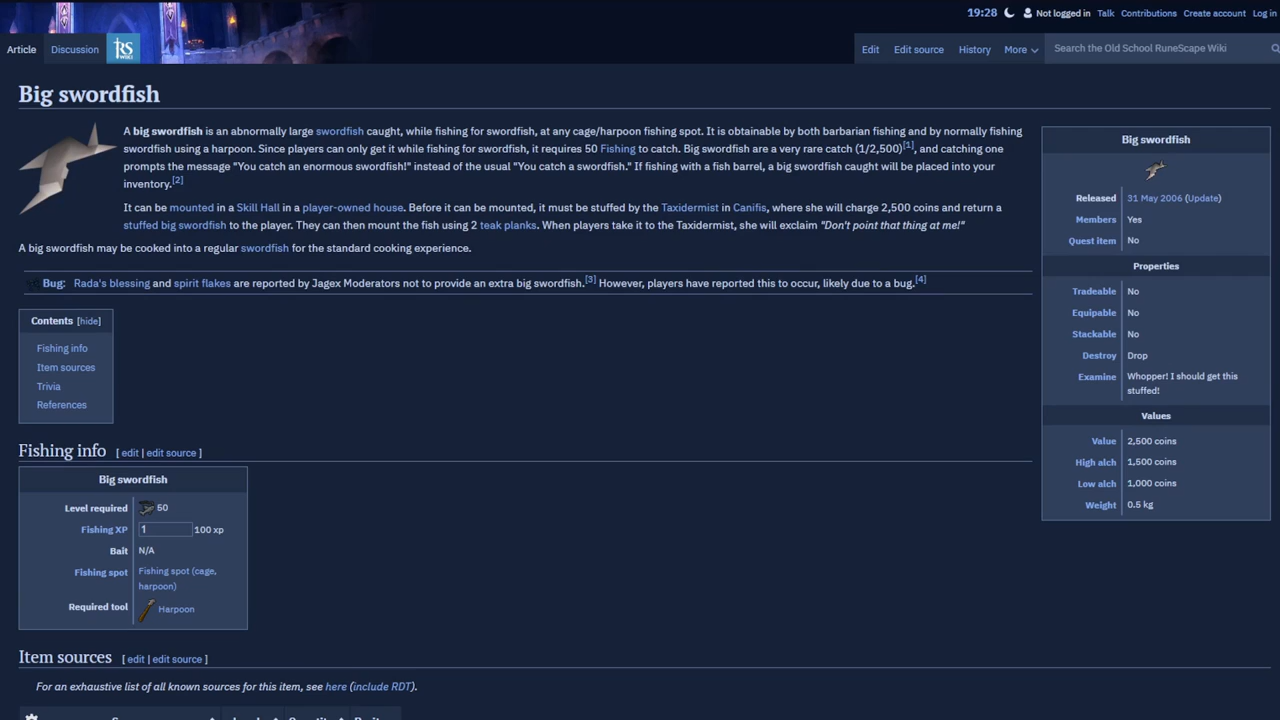 19:28 Not logged in Talk Contributions Create account Log in
Article Discussion RS WIKI Edit Edit source History More Search the Old School RuneScape Wiki
Big swordfish
A big swordfish is an abnormally large swordfish caught, while fishing for swordfish, at any cage/harpoon fishing spot. It is obtainable by both barbarian fishing and by normally fishing
swordfish using a harpoon. Since players can only get it while fishing for swordfish, it requires 50 Fishing to catch. Big swordfish are a very rare catch (1/2,500)[1], and catching one
prompts the message "You catch an enormous swordfish!" instead of the usual "You catch a swordfish." If fishing with a fish barrel, a big swordfish caught will be placed into your
inventory.[2]
It can be mounted in a Skill Hall in a player-owned house. Before it can be mounted, it must be stuffed by the Taxidermist in Canifis, where she will charge 2,500 coins and return a
stuffed big swordfish to the player. They can then mount the fish using 2 teak planks. When players take it to the Taxidermist, she will exclaim "Don't point that thing at me!"
A big swordfish may be cooked into a regular swordfish for the standard cooking experience.
Bug: Rada's blessing and spirit flakes are reported by Jagex Moderators not to provide an extra big swordfish.[3] However, players have reported this to occur, likely due to a bug.[4]
Contents [hide]
Fishing info
Item sources
Trivia
References
Fishing info [ edit | edit source ]
Big swordfish
Level required 50
Fishing XP 1 100 xp
Bait N/A
Fishing spot Fishing spot (cage,
harpoon)
Required tool Harpoon
Item sources [ edit | edit source ]
For an exhaustive list of all known sources for this item, see here (include RDT).
Big swordfish
Released 31 May 2006 (Update)
Members Yes
Quest item No
Properties
Tradeable No
Equipable No
Stackable No
Destroy Drop
Examine Whopper! I should get this
stuffed!
Values
Value 2,500 coins
High alch 1,500 coins
Low alch 1,000 coins
Weight 0.5 kg